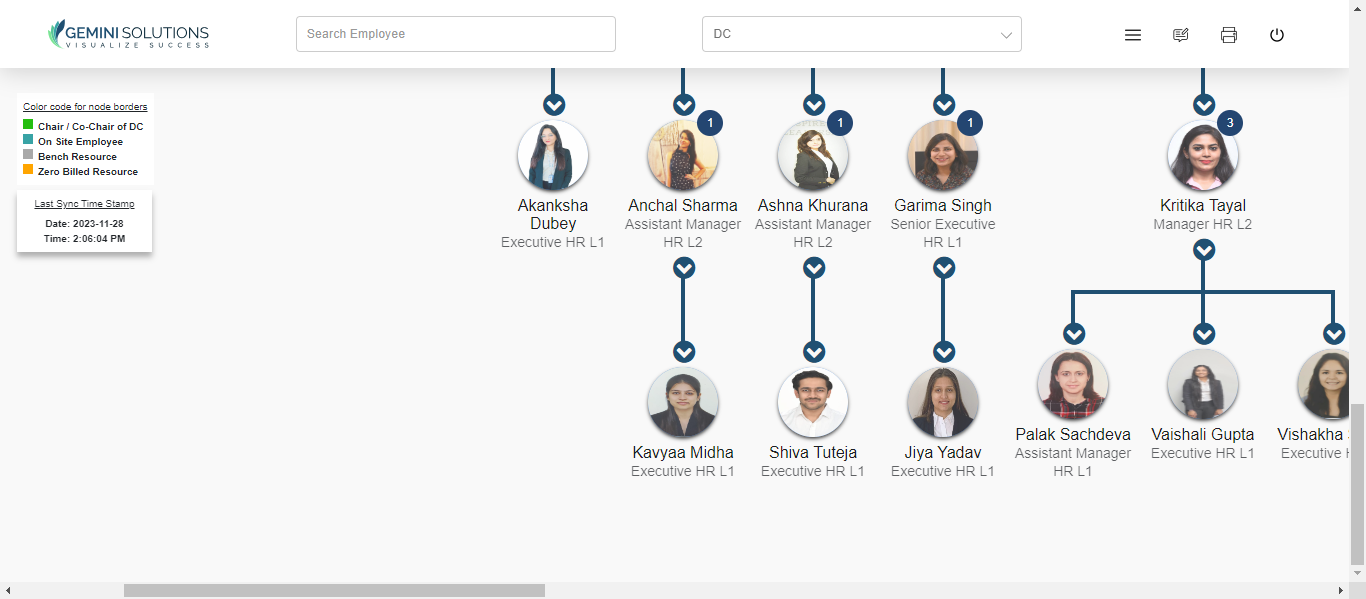 GEMINI SOLUTIONS
VISUALIZE SUCCESS
Search Employee
DC
Color code for node borders
Chair / Co-Chair of DC
On Site Employee
Bench Resource
Zero Billed Resource
Last Sync Time Stamp
Date: 2023-11-28
Time: 2:06:04 PM
Akanksha
Dubey
Executive HR L1
1
Anchal Sharma
Assistant Manager
HR L2
1
Ashna Khurana
Assistant Manager
HR L2
1
Garima Singh
Senior Executive
HR L1
3
Kritika Tayal
Manager HR L2
Kavyaa Midha
Executive HR L1
Shiva Tuteja
Executive HR L1
Jiya Yadav
Executive HR L1
Palak Sachdeva
Assistant Manager
HR L1
Vaishali Gupta
Executive HR L1
Vishakha
Executive